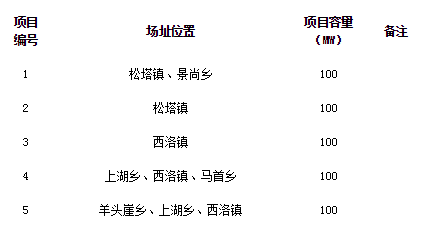 项目编号 场址位置 项目容量（MW） 备注
1 松塔镇、景尚乡 100
2 松塔镇 100
3 西洛镇 100
4 上湖乡、西洛镇、马首乡 100
5 羊头崖乡、上湖乡、西洛镇 100